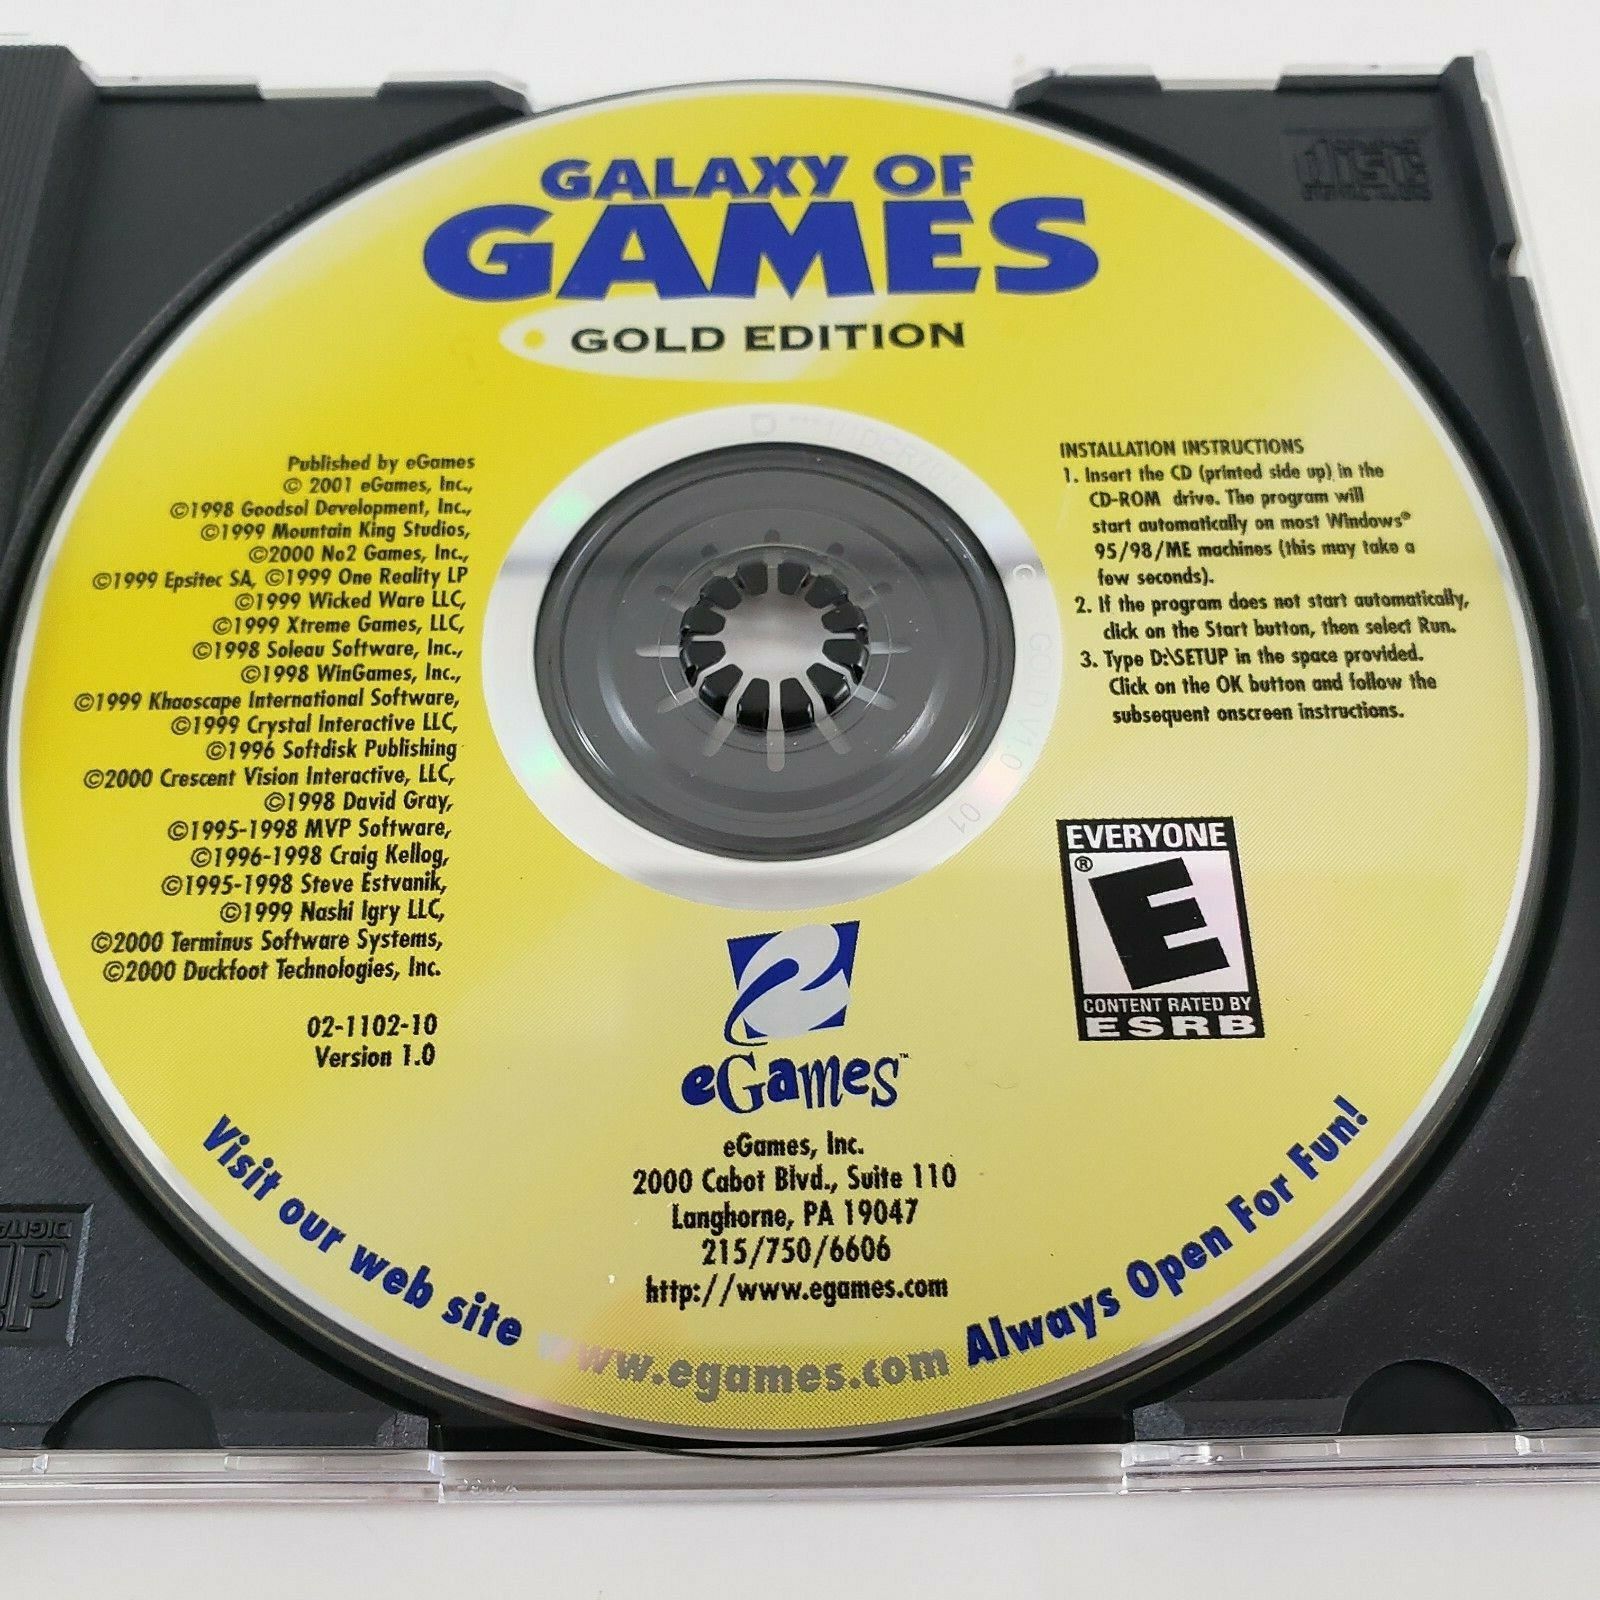 GALAXY OF
GAMES
GOLD EDITION
Published by eGames
© 2001 eGames, Inc.,
©1998 Goodsol Development, Inc.,
©1999 Mountain King Studios,
©2000 No2 Games, Inc.,
©1999 Epsitec SA, ©1999 One Reality LP
©1999 Wicked Ware LLC,
©1999 Xtreme Games, LLC,
©1998 Soleau Software, Inc.,
©1998 WinGames, Inc.,
©1999 Khaoscape International Software,
©1999 Crystal Interactive LLC,
©1996 Softdisk Publishing
©2000 Crescent Vision Interactive, LLC,
©1998 David Gray,
©1995-1998 MVP Software,
©1996-1998 Craig Kellog,
©1995-1998 Steve Estvanik,
©1999 Nashi Igry LLC,
©2000 Terminus Software Systems,
©2000 Duckfoot Technologies, Inc.
02-1102-10
Version 1.0
INSTALLATION INSTRUCTIONS
1. Insert the CD (printed side up) in the
CD-ROM drive. The program will
start automatically on most Windows®
95/98/ME machines (this may take a
few seconds).
2. If the program does not start automatically,
click on the Start button, then select Run.
3. Type D:\SETUP in the space provided.
Click on the OK button and follow the
subsequent onscreen instructions.
EVERYONE
E
®
CONTENT RATED BY
ESRB
eGames™
eGames, Inc.
2000 Cabot Blvd., Suite 110
Langhorne, PA 19047
215/750/6606
http://www.egames.com
Visit our web site www.egames.com Always Open For Fun!
GOLD V1.0 01
disc